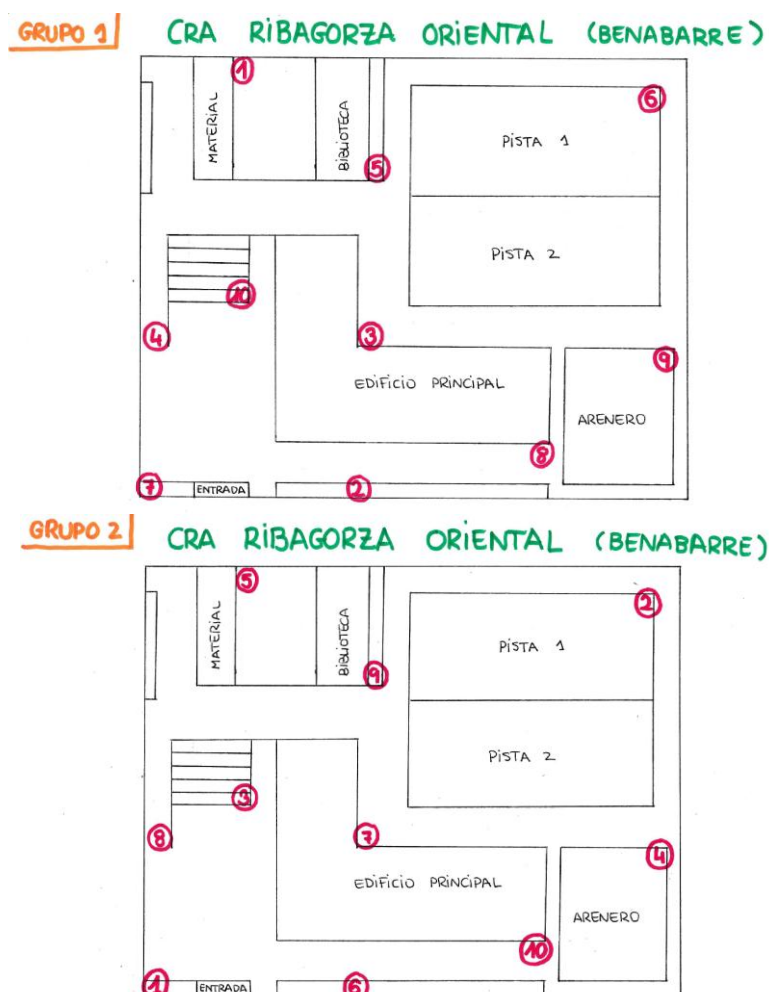 GRUPO 1
CRA RIBAGORZA ORIENTAL (BENABARRE)
1
6
MATERIAL
BIBLIOTECA
PISTA 1
5
PISTA 2
10
4
3
9
EDIFICIO PRINCIPAL
ARENERO
8
7
ENTRADA
2
GRUPO 2
CRA RIBAGORZA ORIENTAL (BENABARRE)
5
2
MATERIAL
BIBLIOTECA
PISTA 1
9
PISTA 2
3
8
7
4
EDIFICIO PRINCIPAL
ARENERO
10
1
ENTRADA
6